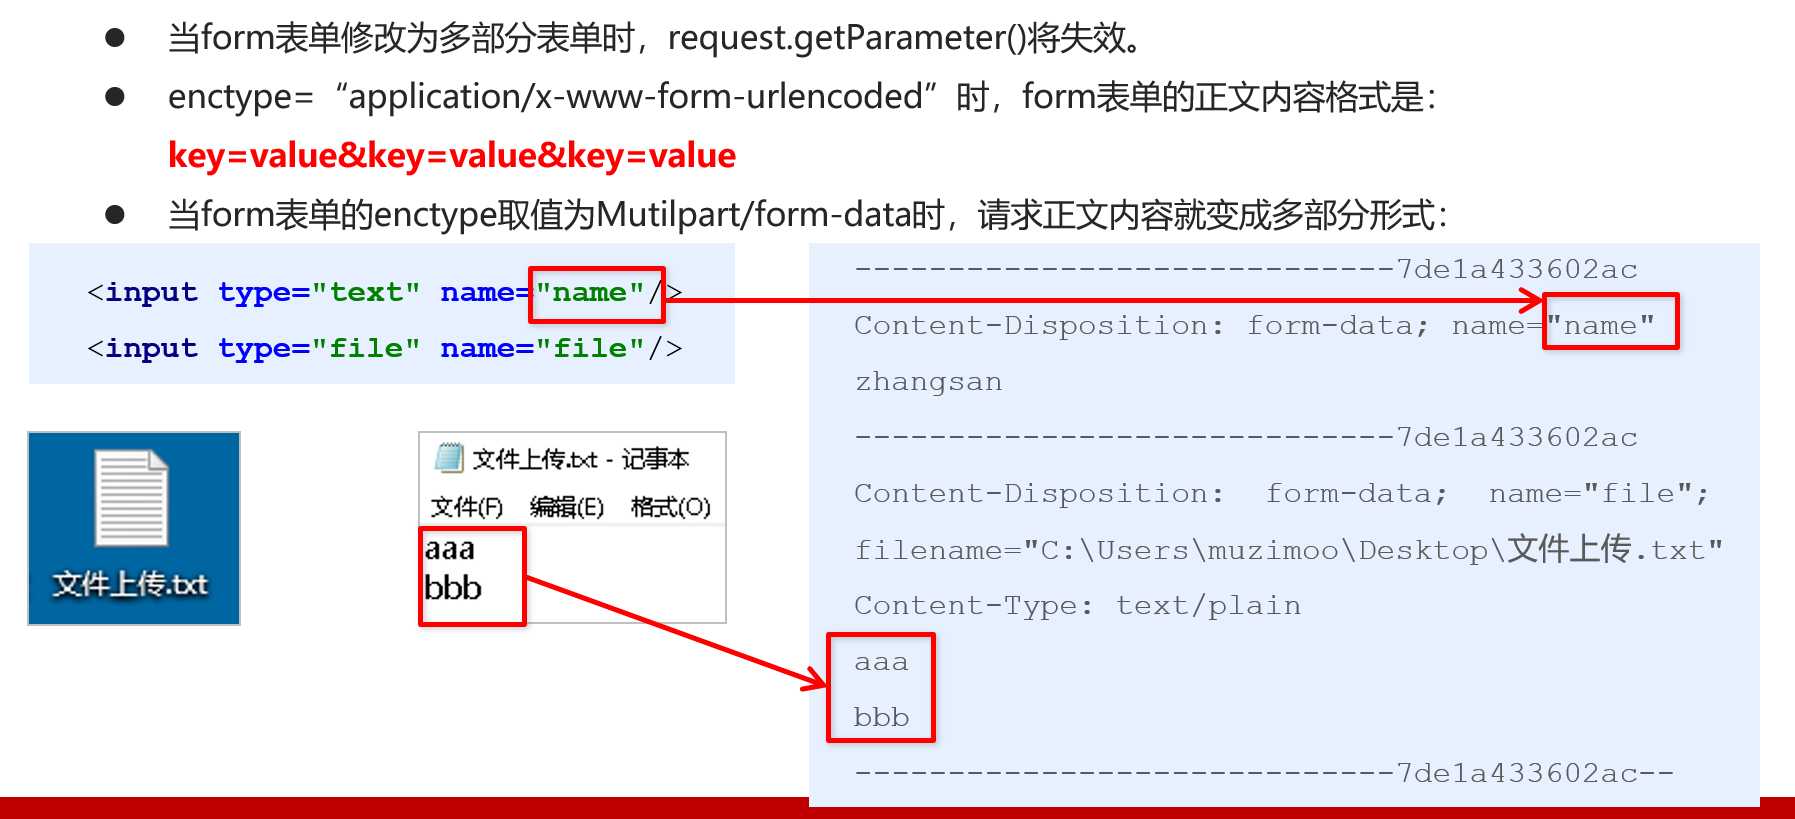 ● 当form表单修改为多部分表单时，request.getParameter()将失效。
● enctype=“application/x-www-form-urlencoded”时，form表单的正文内容格式是：
key=value&key=value&key=value
● 当form表单的enctype取值为Mutilpart/form-data时，请求正文内容就变成多部分形式：
<input type="text" name="name"/>
<input type="file" name="file"/>
文件上传.txt
文件上传.txt - 记事本
文件(F) 编辑(E) 格式(O)
aaa
bbb
-----------------------------7de1a433602ac
Content-Disposition: form-data; name="name"
zhangsan
-----------------------------7de1a433602ac
Content-Disposition: form-data; name="file";
filename="C:\Users\muzimoo\Desktop\文件上传.txt"
Content-Type: text/plain
aaa
bbb
-----------------------------7de1a433602ac--